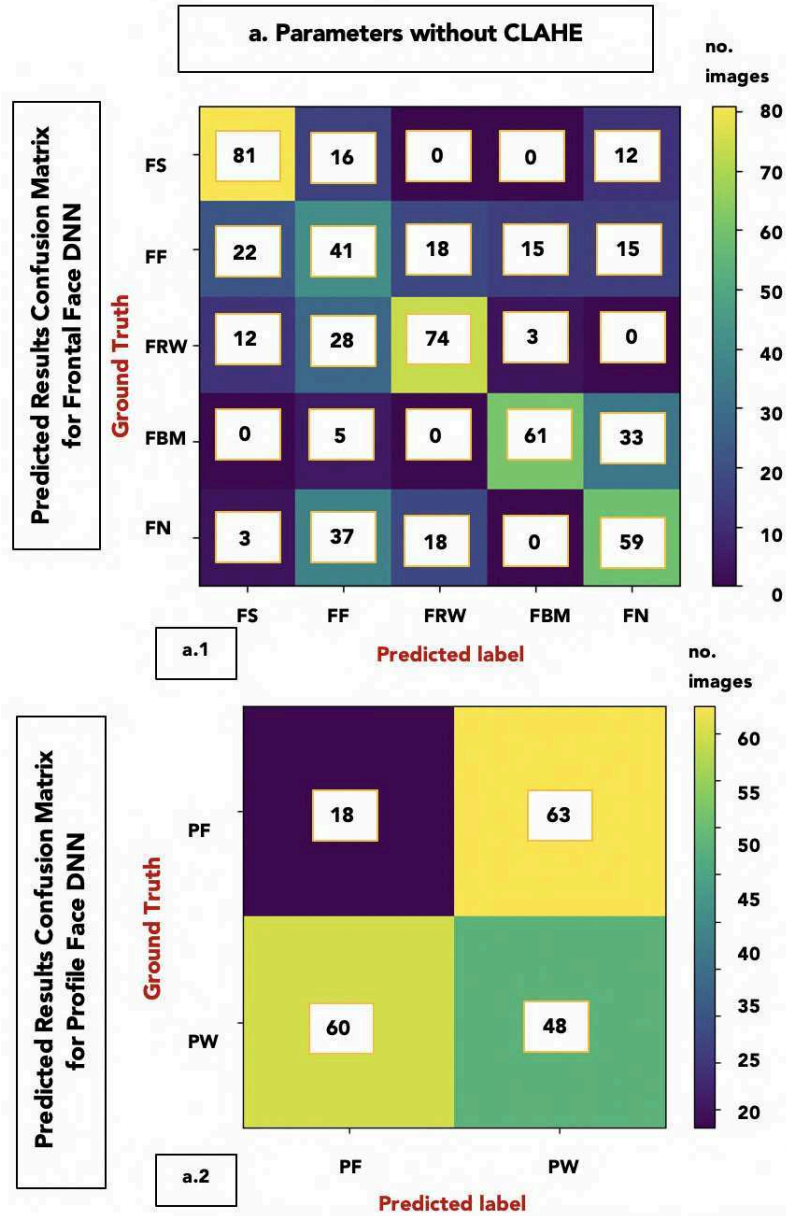 a. Parameters without CLAHE
no.
images
Predicted Results Confusion Matrix
for Frontal Face DNN
Ground Truth
FS
81 16 0 0 12
FF
22 41 18 15 15
FRW
12 28 74 3 0
FBM
0 5 0 61 33
FN
3 37 18 0 59
FS FF FRW FBM FN
80
70
60
50
40
30
20
10
0
a.1
Predicted label
no.
images
Predicted Results Confusion Matrix
for Profile Face DNN
Ground Truth
PF
18 63
PW
60 48
PF PW
60
55
50
45
40
35
25
20
a.2
Predicted label